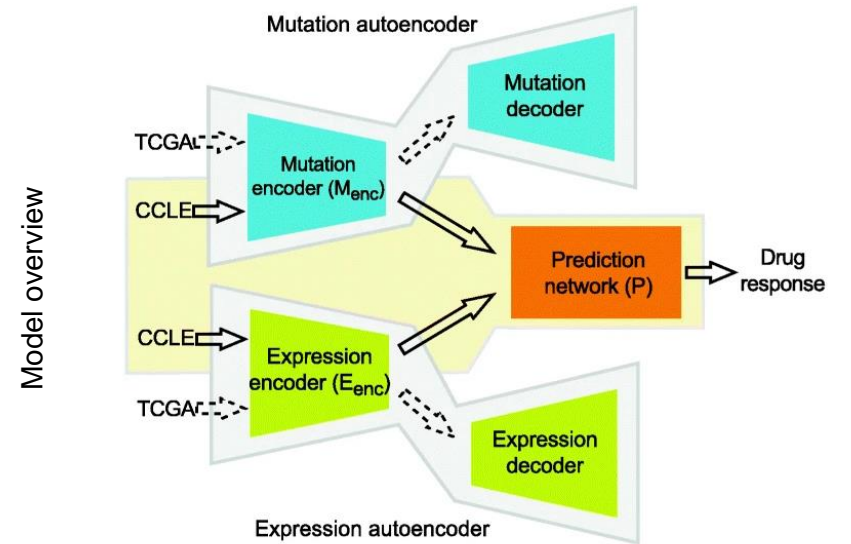 Model overview
Mutation autoencoder
Mutation
decoder
TCGA
Mutation
encoder (Menc)
CCLE
Prediction
network (P)
Drug
response
CCLE
Expression
encoder (Eenc)
TCGA
Expression
decoder
Expression autoencoder